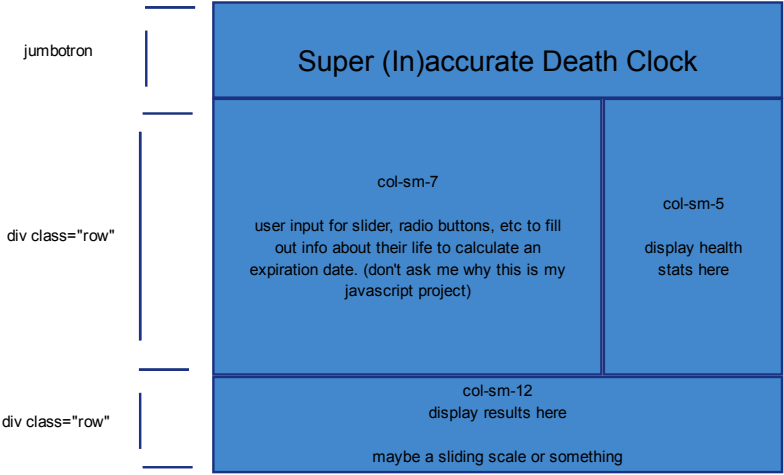 jumbotron
Super (In)accurate Death Clock
div class="row"
col-sm-7
user input for slider, radio buttons, etc to fill
out info about their life to calculate an
expiration date. (don't ask me why this is my
javascript project)
col-sm-5
display health
stats here
div class="row"
col-sm-12
display results here
maybe a sliding scale or something